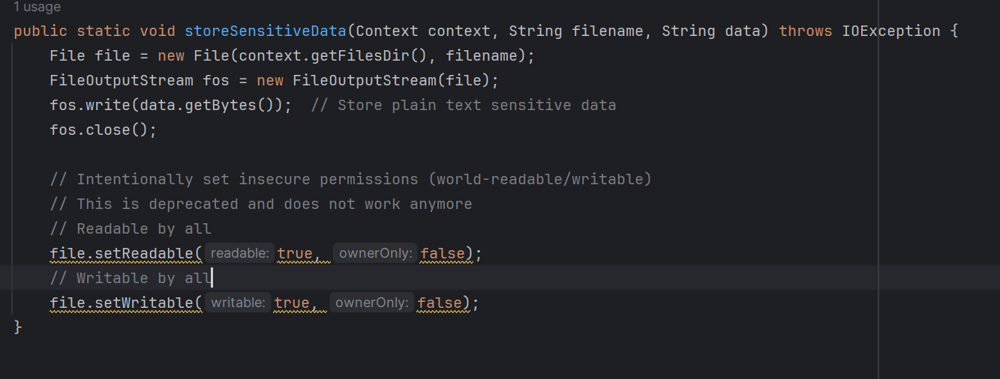 1 usage
public static void storeSensitiveData(Context context, String filename, String data) throws IOException {
    File file = new File(context.getFilesDir(), filename);
    FileOutputStream fos = new FileOutputStream(file);
    fos.write(data.getBytes());  // Store plain text sensitive data
    fos.close();

    // Intentionally set insecure permissions (world-readable/writable)
    // This is deprecated and does not work anymore
    // Readable by all
    file.setReadable( readable: true,  ownerOnly: false);
    // Writable by all
    file.setWritable( writable: true,  ownerOnly: false);
}